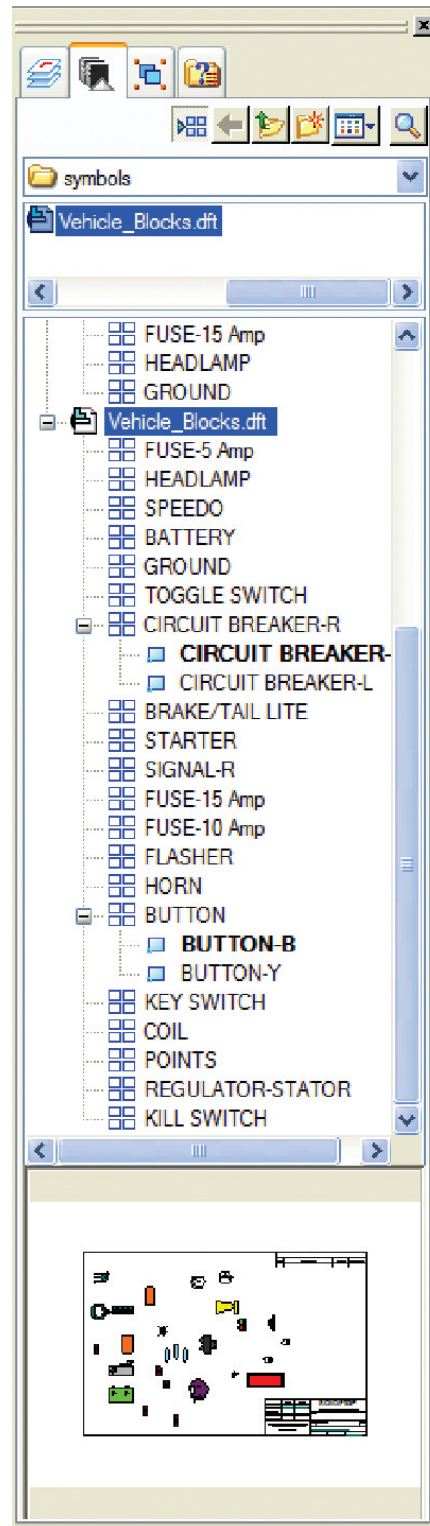 symbols
Vehicle_Blocks.dft
FUSE-15 Amp
HEADLAMP
GROUND
Vehicle_Blocks.dft
FUSE-5 Amp
HEADLAMP
SPEEDO
BATTERY
GROUND
TOGGLE SWITCH
CIRCUIT BREAKER-R
CIRCUIT BREAKER-
CIRCUIT BREAKER-L
BRAKE/TAIL LITE
STARTER
SIGNAL-R
FUSE-15 Amp
FUSE-10 Amp
FLASHER
HORN
BUTTON
BUTTON-B
BUTTON-Y
KEY SWITCH
COIL
POINTS
REGULATOR-STATOR
KILL SWITCH